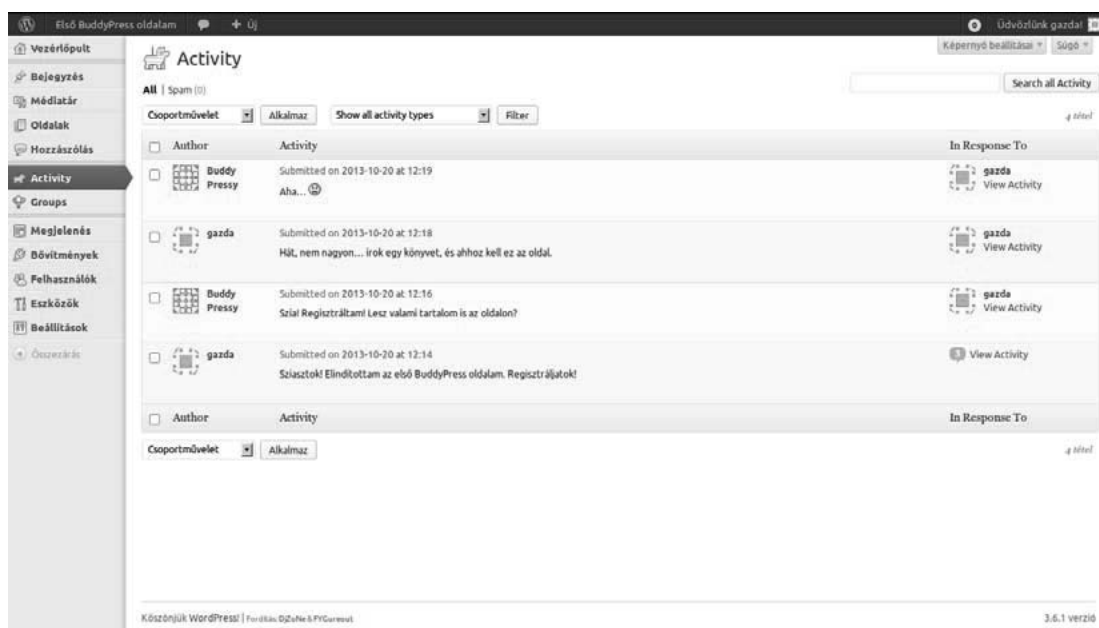 Első BuddyPress oldalam + Új 0 Üdvözlünk gazda!
Képernyő beállításai Súgó
Vezérlőpult
Bejegyzés
Médiatár
Oldalak
Hozzászólás
Activity
Groups
Megjelenés
Bővítmények
Felhasználók
Eszközök
Beállítások
Összezárás
Activity
All | Spam (0)
Search all Activity
Csoportművelet Alkalmaz Show all activity types Filter 4 tétel
Author Activity In Response To
Buddy Pressy Submitted on 2013-10-20 at 12:19 gazda
Aha... View Activity
gazda Submitted on 2013-10-20 at 12:18 gazda
Hát, nem nagyon... irok egy könyvet, és ahhoz kell ez az oldal. View Activity
Buddy Pressy Submitted on 2013-10-20 at 12:16 gazda
Szia! Regisztráltam! Lesz valami tartalom is az oldalon? View Activity
gazda Submitted on 2013-10-20 at 12:14 3 View Activity
Sziasztok! Elindítottam az első BuddyPress oldalam. Regisztráljatok!
Author Activity In Response To
Csoportművelet Alkalmaz 4 tétel
Köszönjük WordPress! | Fordítás: DjZoNe & FYGureout 3.6.1 verzió